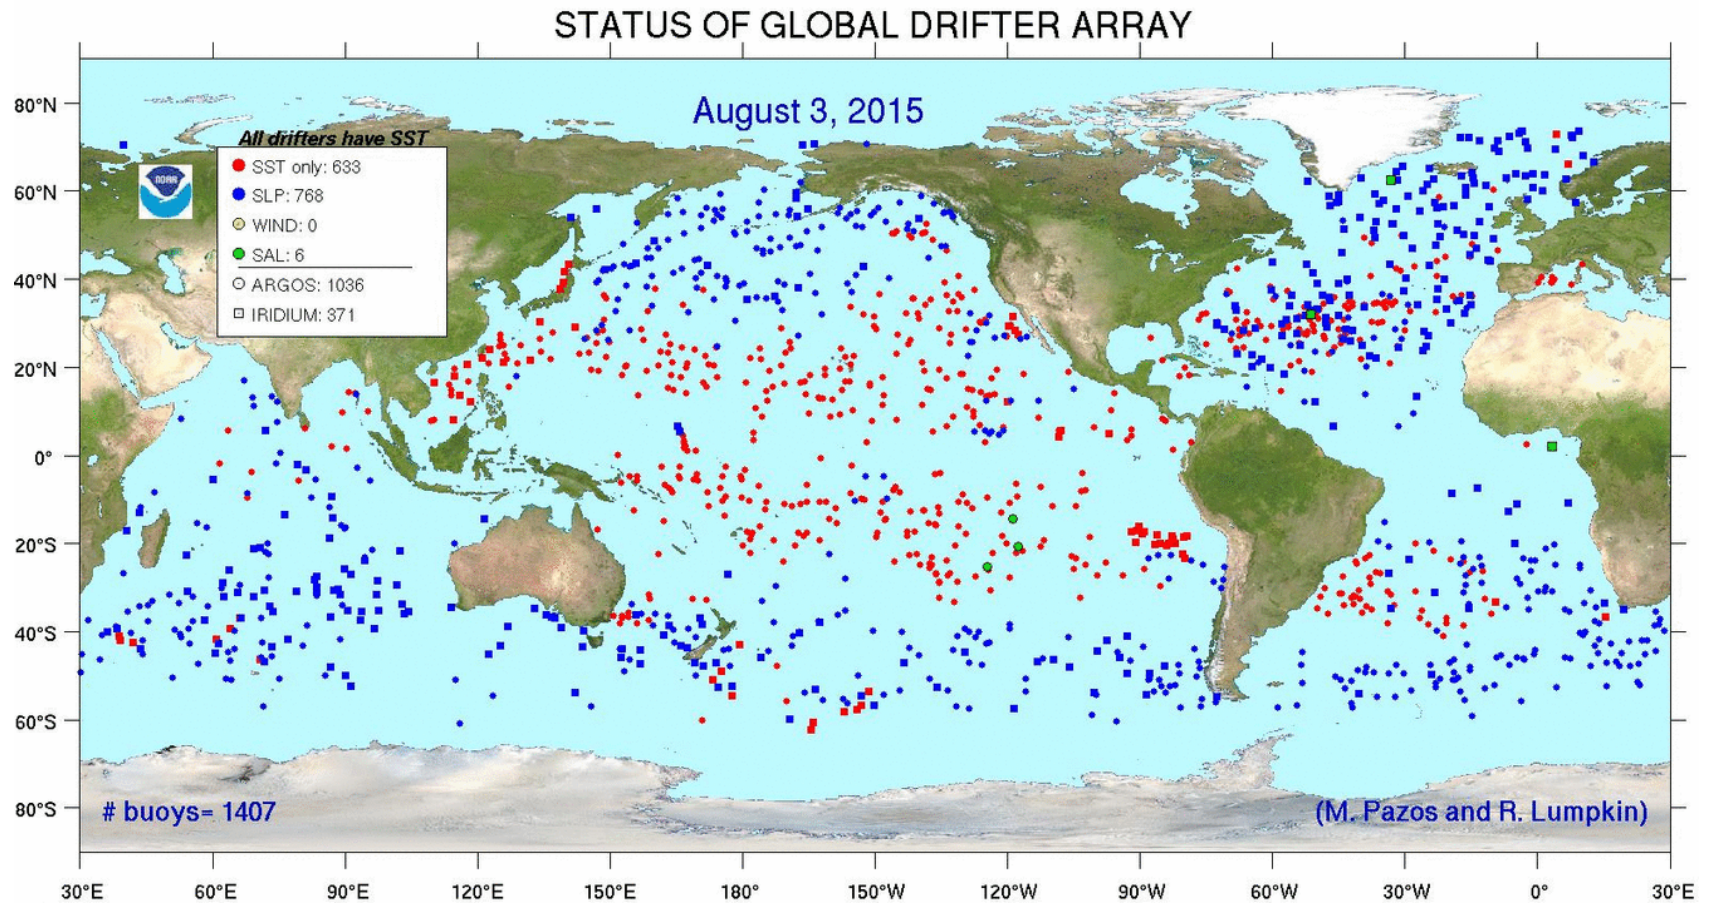 STATUS OF GLOBAL DRIFTER ARRAY
August 3, 2015
All drifters have SST
SST only: 633
SLP: 768
WIND: 0
SAL: 6
ARGOS: 1036
IRIDIUM: 371
NOAA
80°N
60°N
40°N
20°N
0°
20°S
40°S
60°S
80°S
# buoys= 1407
(M. Pazos and R. Lumpkin)
30°E 60°E 90°E 120°E 150°E 180° 150°W 120°W 90°W 60°W 30°W 0° 30°E